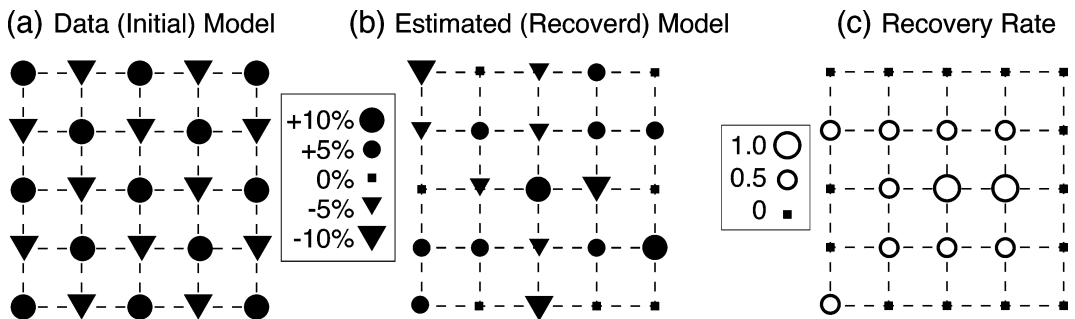 (a) Data (Initial) Model
(b) Estimated (Recoverd) Model
(c) Recovery Rate
+10%
+5%
0%
-5%
-10%
1.0
0.5
0